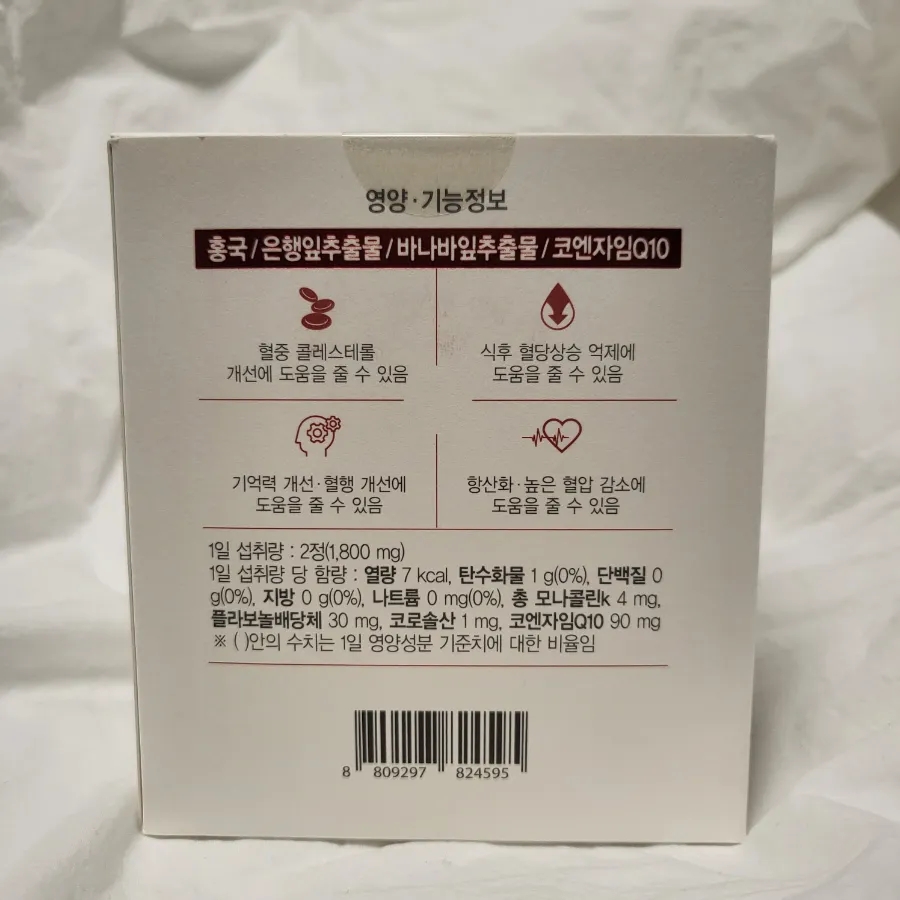 영양·기능정보
홍국/은행잎추출물/바나바잎추출물/코엔자임Q10
혈중 콜레스테롤
개선에 도움을 줄 수 있음
식후 혈당상승 억제에
도움을 줄 수 있음
기억력 개선·혈행 개선에
도움을 줄 수 있음
항산화·높은 혈압 감소에
도움을 줄 수 있음
1일 섭취량 : 2정(1,800 mg)
1일 섭취량 당 함량 : 열량 7 kcal, 탄수화물 1 g(0%), 단백질 0
g(0%), 지방 0 g(0%), 나트륨 0 mg(0%), 총 모나콜린k 4 mg,
플라보놀배당체 30 mg, 코로솔산 1 mg, 코엔자임Q10 90 mg
※ ( )안의 수치는 1일 영양성분 기준치에 대한 비율임
8 809297 824595